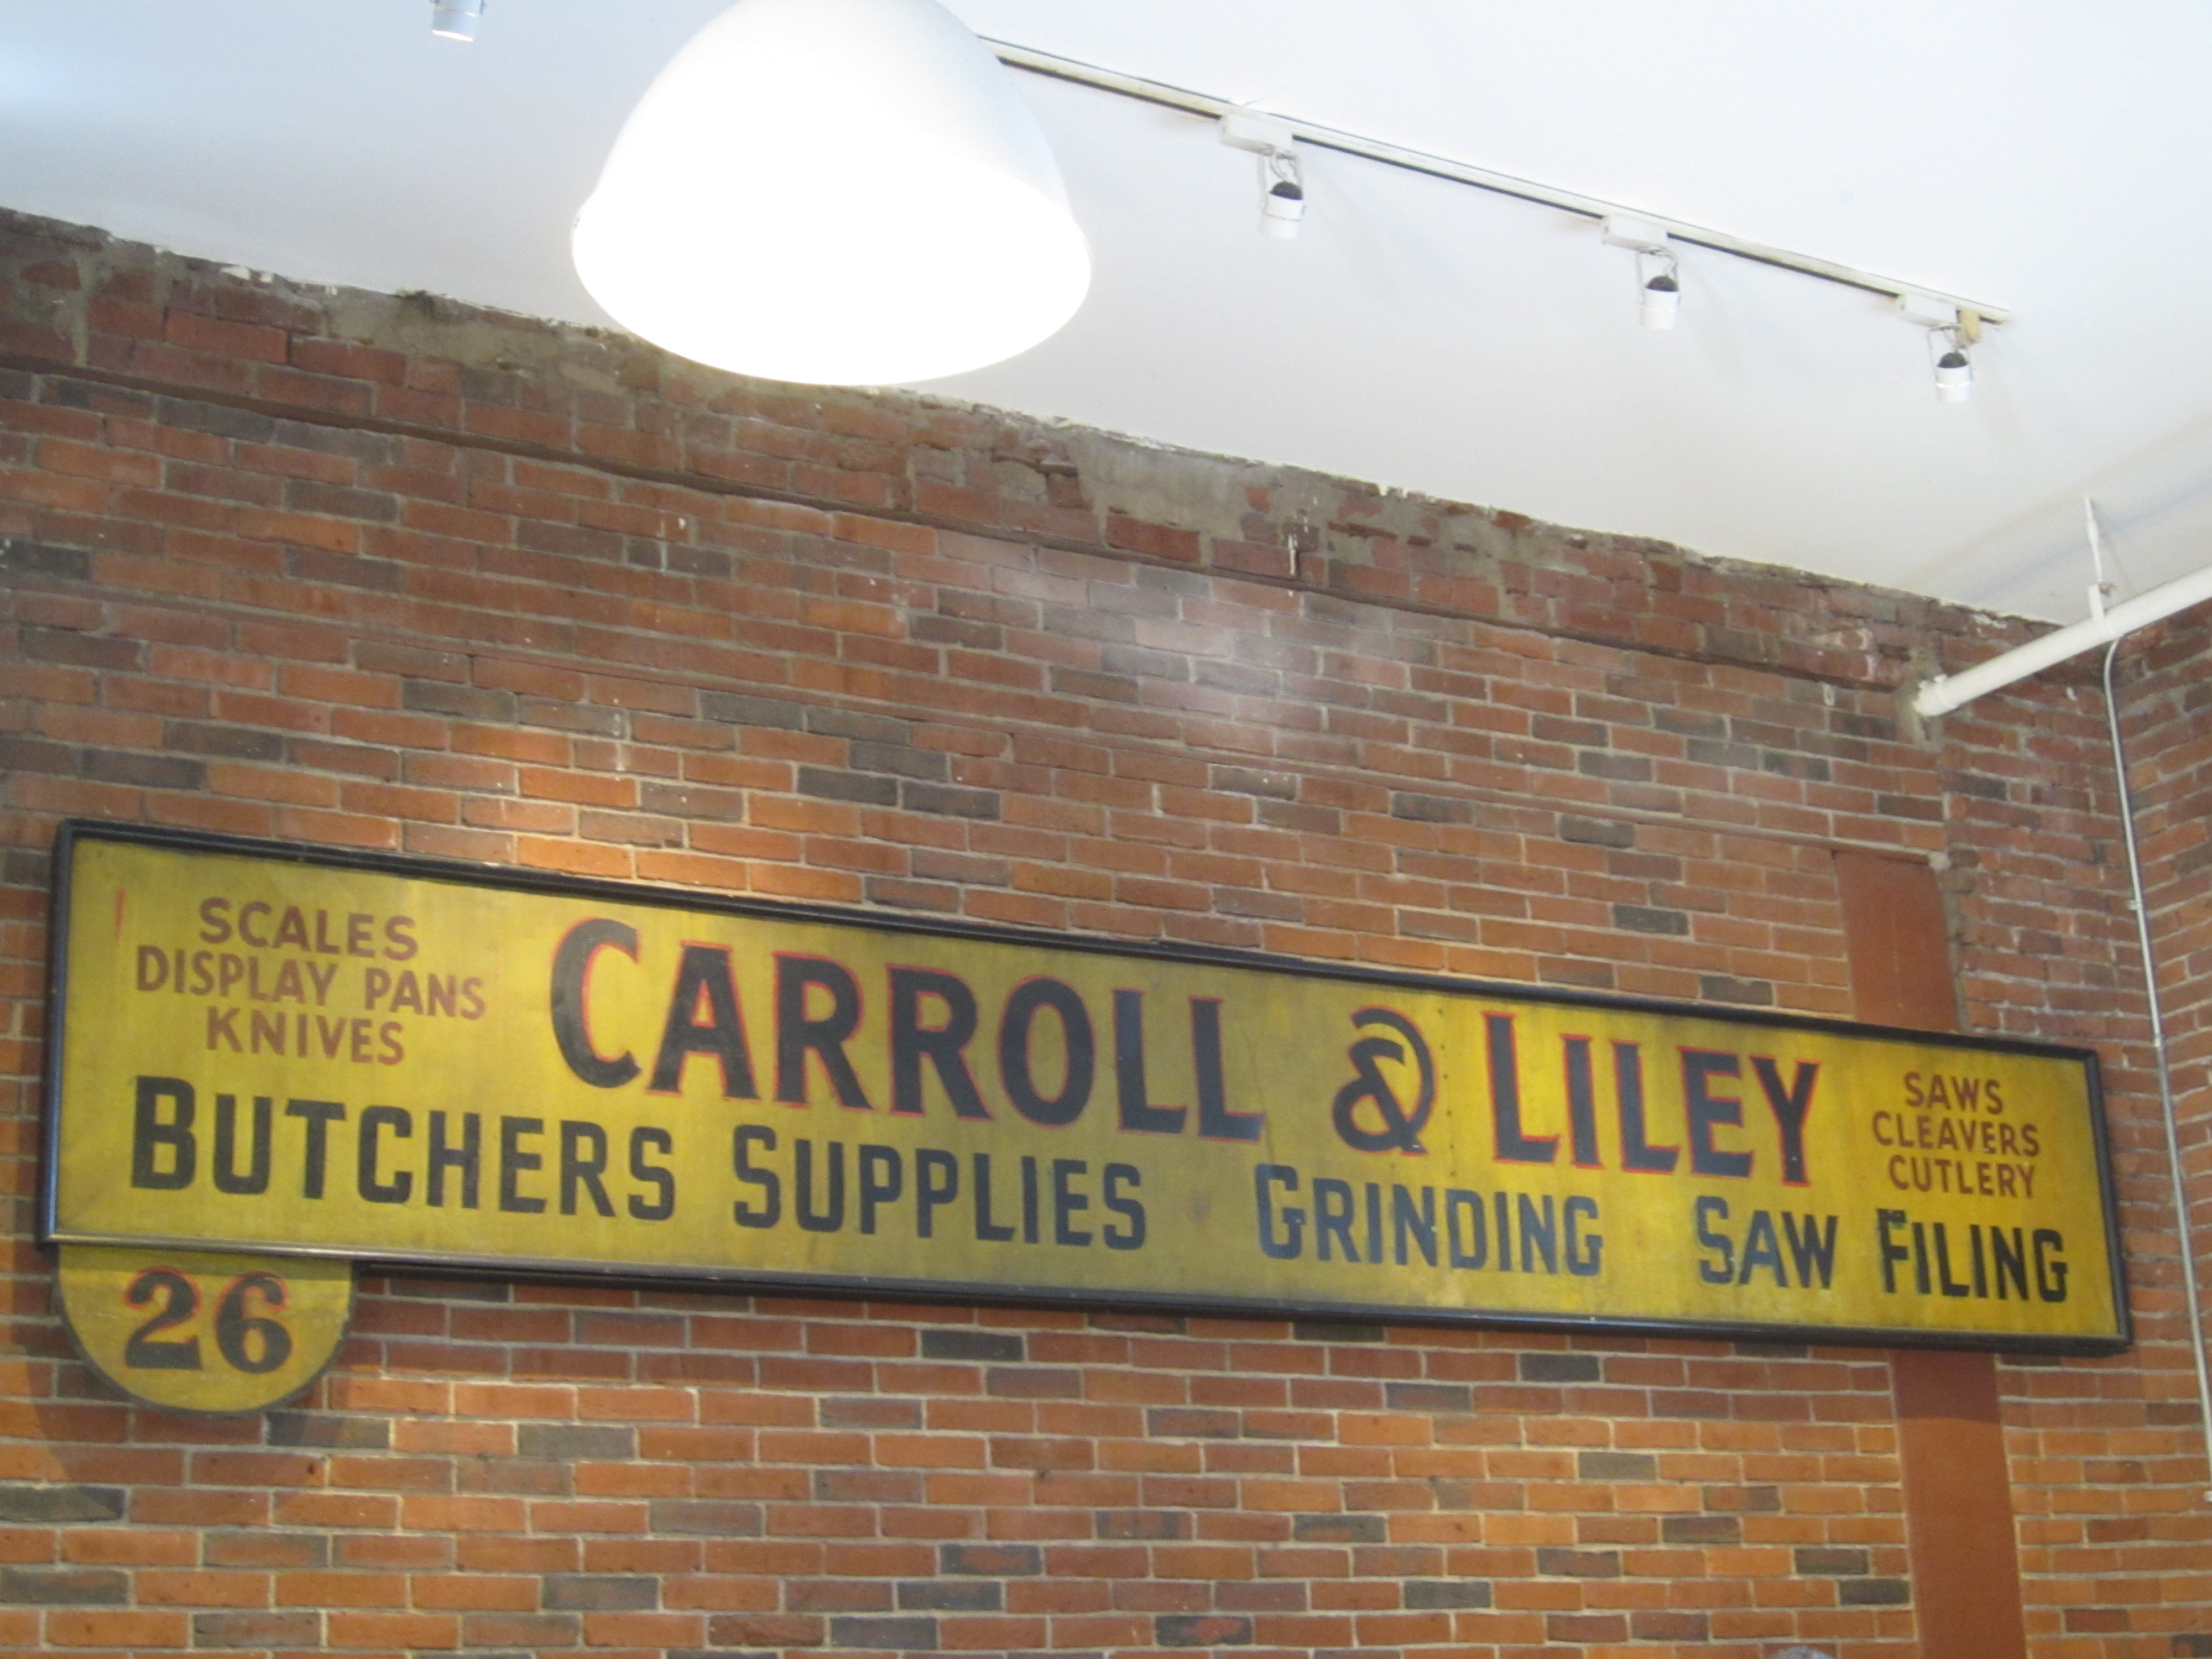 SCALES
DISPLAY PANS
KNIVES
CARROLL & LILEY
SAWS
CLEAVERS
CUTLERY
BUTCHERS SUPPLIES GRINDING SAW FILING
26